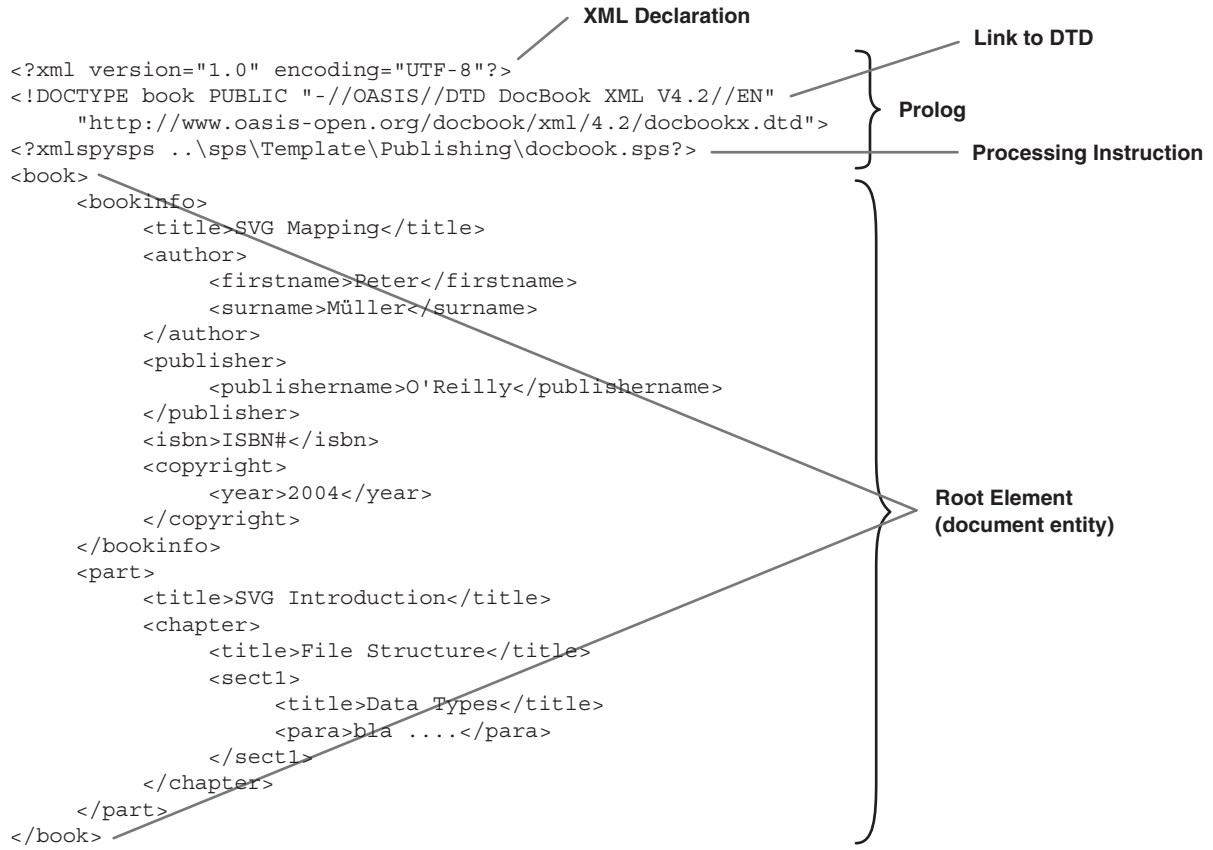 XML Declaration
Link to DTD
<?xml version="1.0" encoding="UTF-8"?>
<!DOCTYPE book PUBLIC "-//OASIS//DTD DocBook XML V4.2//EN"
"http://www.oasis-open.org/docbook/xml/4.2/docbookx.dtd">
Prolog
<?xmlspysps ..\sps\Template\Publishing\docbook.sps?>
Processing Instruction
<book>
<bookinfo>
<title>SVG Mapping</title>
<author>
<firstname>Peter</firstname>
<surname>Müller</surname>
</author>
<publisher>
<publishername>O'Reilly</publishername>
</publisher>
<isbn>ISBN#</isbn>
<copyright>
<year>2004</year>
</copyright>
</bookinfo>
<part>
<title>SVG Introduction</title>
<chapter>
<title>File Structure</title>
<sect1>
<title>Data Types</title>
<para>bla ....</para>
</sect1>
</chapter>
</part>
</book>
Root Element
(document entity)